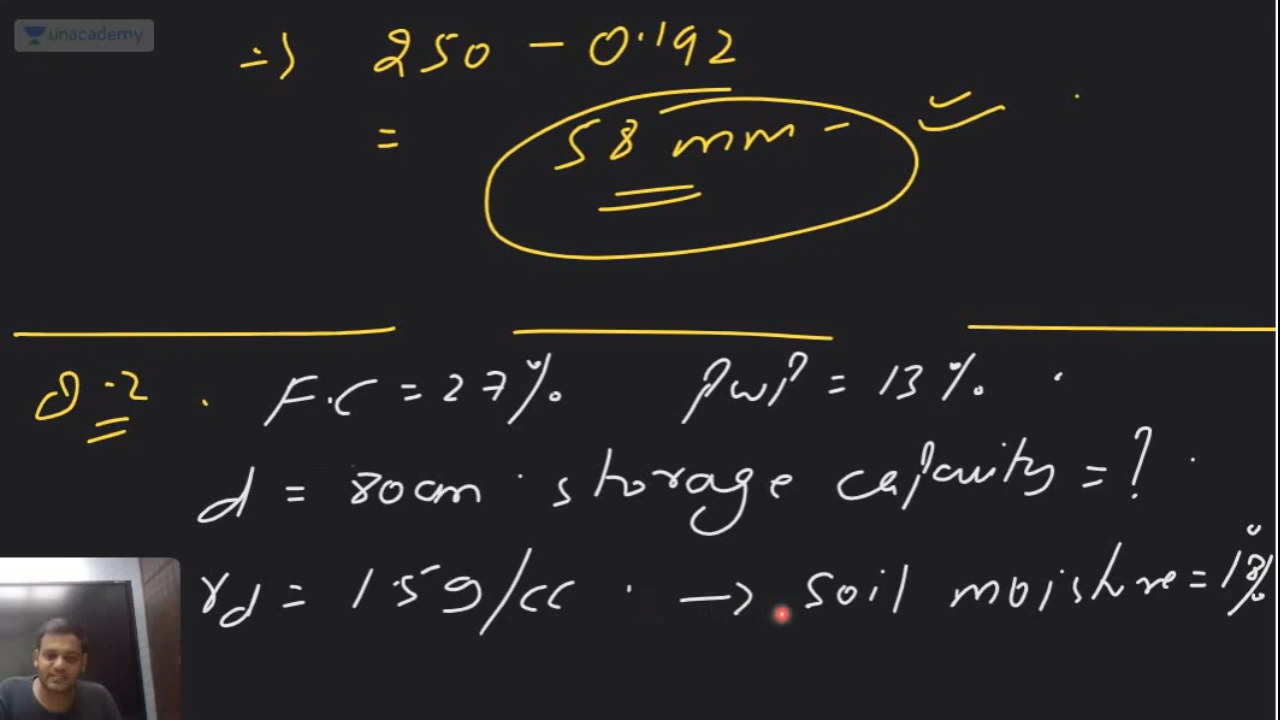 unacademy
=> 250 - 0.192
= 58 mm -
Q.2. F.C = 27% PWP = 13%.
d = 80cm. storage capacity = ?
γd = 1.5g/cc. → soil moisture = 18%